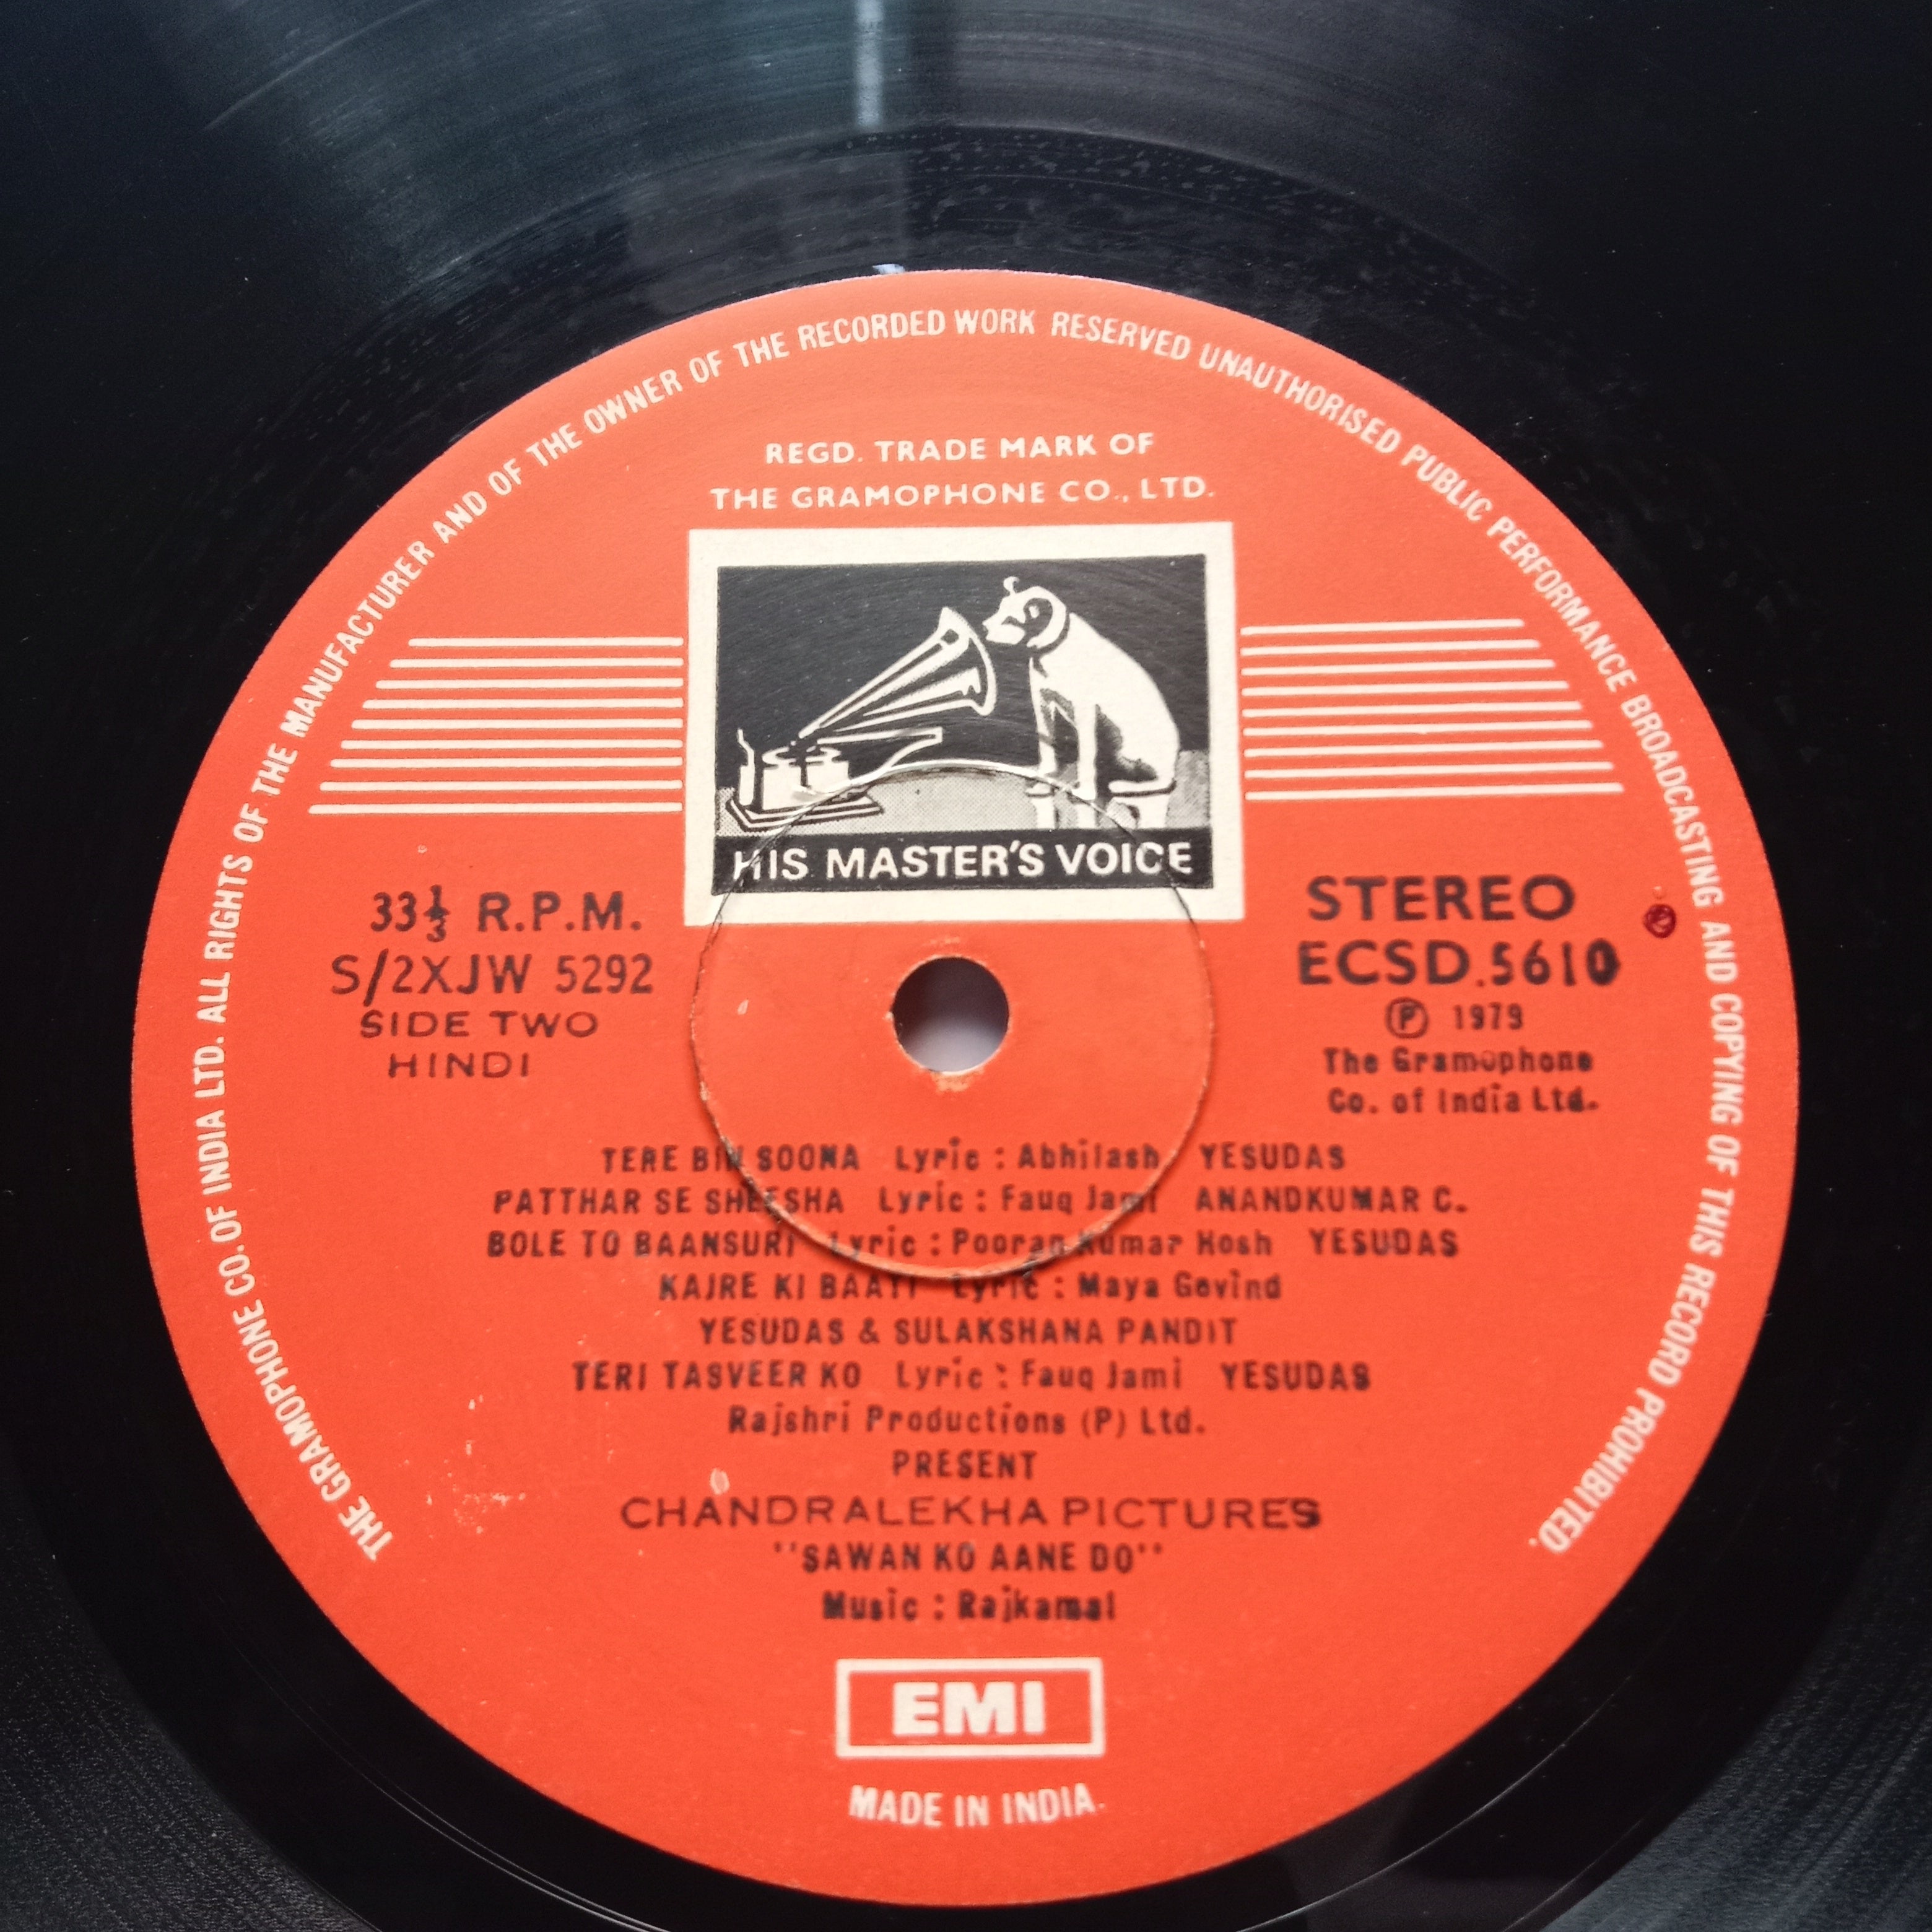 THE GRAMOPHONE CO. OF INDIA LTD. ALL RIGHTS OF THE MANUFACTURER AND OF THE OWNER OF THE RECORDED WORK RESERVED UNAUTHORISED PUBLIC PERFORMANCE BROADCASTING AND COPYING OF THIS RECORD PROHIBITED.
REGD. TRADE MARK OF
THE GRAMOPHONE CO., LTD.
HIS MASTER'S VOICE
33⅓ R.P.M.
S/2XJW 5292
SIDE TWO
HINDI
STEREO
ECSD.5610
Ⓟ 1979
The Gramophone
Co. of India Ltd.
TERE BIN SOONA Lyric : Abhilash YESUDAS
PATTHAR SE SHEESHA Lyric : Fauq Jami ANANDKUMAR C.
BOLE TO BAANSURI Lyric : Pooran Kumar Hosh YESUDAS
KAJRE KI BAATI Lyric : Maya Govind
YESUDAS & SULAKSHANA PANDIT
TERI TASVEER KO Lyric : Fauq Jami YESUDAS
Rajshri Productions (P) Ltd.
PRESENT
CHANDRALEKHA PICTURES
"SAWAN KO AANE DO"
Music : Rajkamal
EMI
MADE IN INDIA.